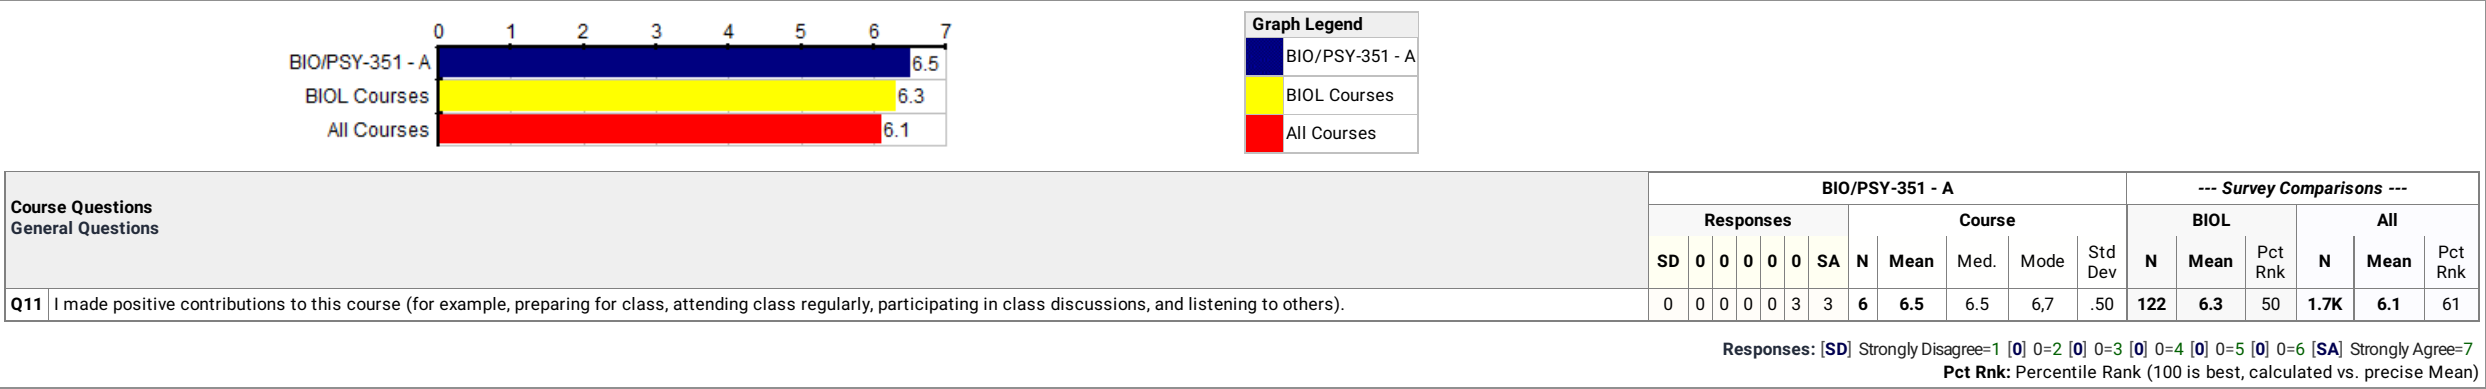 0 1 2 3 4 5 6 7
BIO/PSY-351 - A 6.5
BIOL Courses 6.3
All Courses 6.1
Graph Legend
BIO/PSY-351 - A
BIOL Courses
All Courses
Course Questions
General Questions
BIO/PSY-351 - A --- Survey Comparisons ---
Responses Course BIOL All
SD 0 0 0 0 0 SA N Mean Med. Mode Std Dev N Mean Pct Rnk N Mean Pct Rnk
Q11 I made positive contributions to this course (for example, preparing for class, attending class regularly, participating in class discussions, and listening to others). 0 0 0 0 0 3 3 6 6.5 6.5 6,7 .50 122 6.3 50 1.7K 6.1 61
Responses: [SD] Strongly Disagree=1 [0] 0=2 [0] 0=3 [0] 0=4 [0] 0=5 [0] 0=6 [SA] Strongly Agree=7
Pct Rnk: Percentile Rank (100 is best, calculated vs. precise Mean)